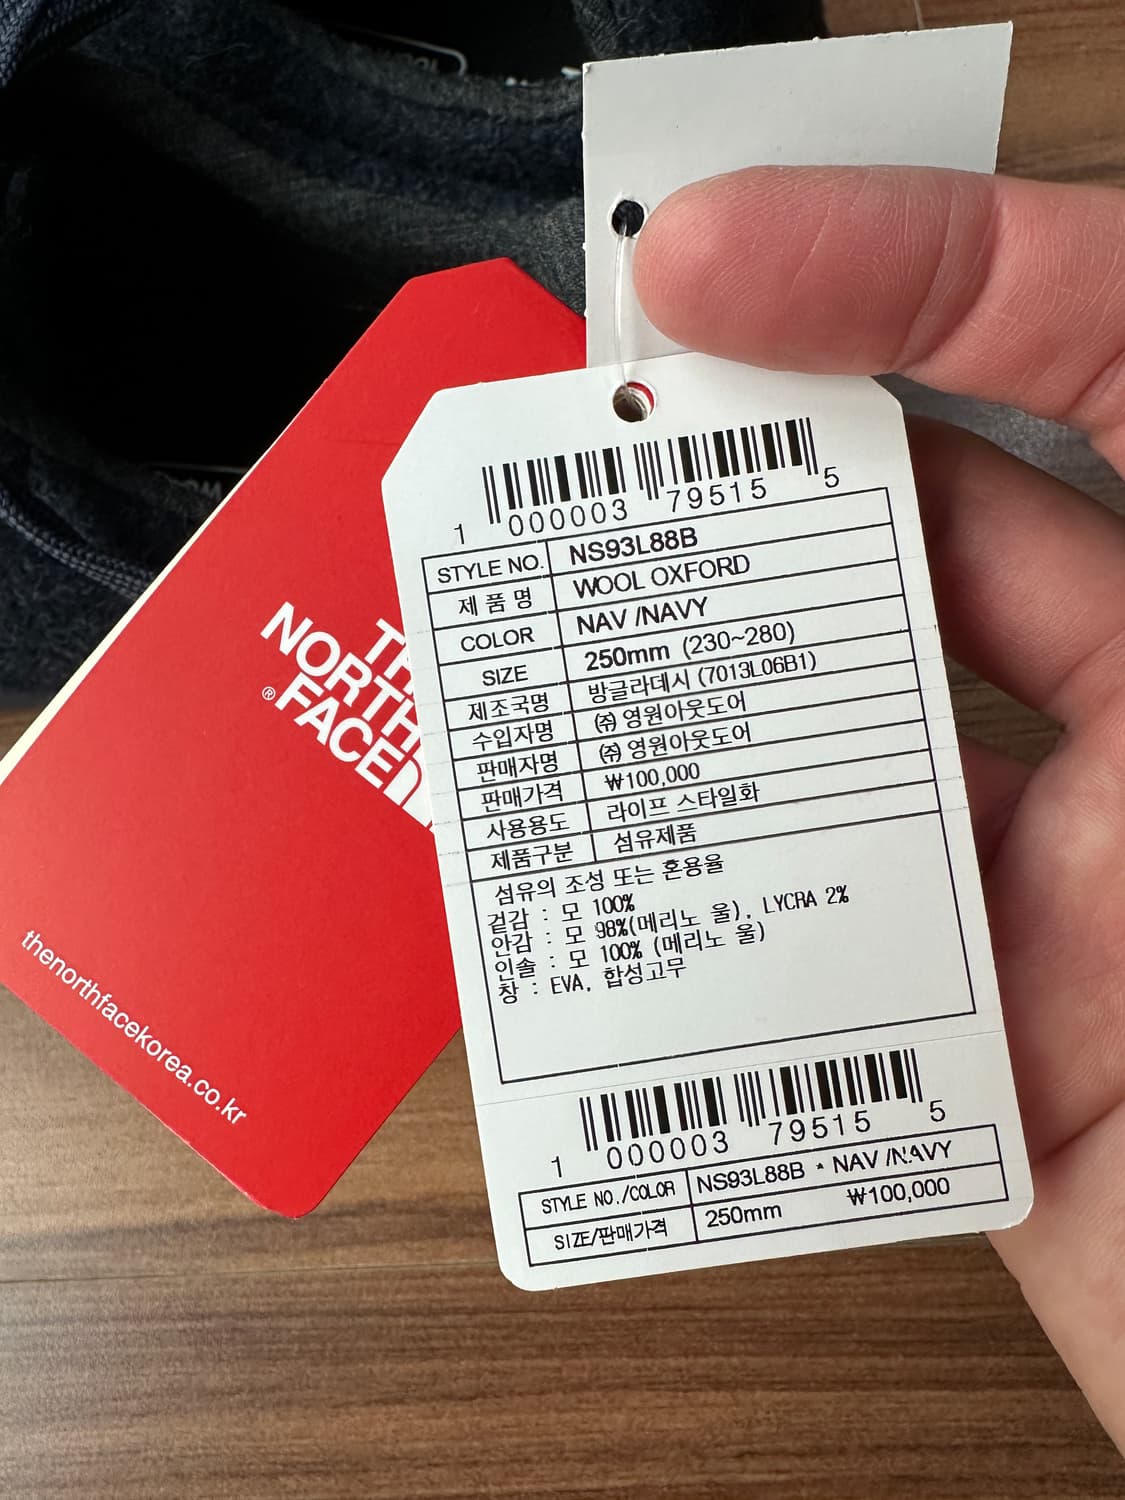 THE
NORTH
FACE
®
thenorthfacekorea.co.kr
1 000003 79515 5
STYLE NO. NS93L88B
제 품 명 WOOL OXFORD
COLOR NAV /NAVY
SIZE 250mm (230~280)
제조국명 방글라데시 (7013L06B1)
수입자명 ㈜ 영원아웃도어
판매자명 ㈜ 영원아웃도어
판매가격 ₩100,000
사용용도 라이프 스타일화
제품구분 섬유제품
섬유의 조성 또는 혼용율
겉감 : 모 100%
안감 : 모 98%(메리노 울), LYCRA 2%
인솔 : 모 100% (메리노 울)
창 : EVA, 합성고무
1 000003 79515 5
STYLE NO./COLOR NS93L88B * NAV /NAVY
SIZE/판매가격 250mm ₩100,000